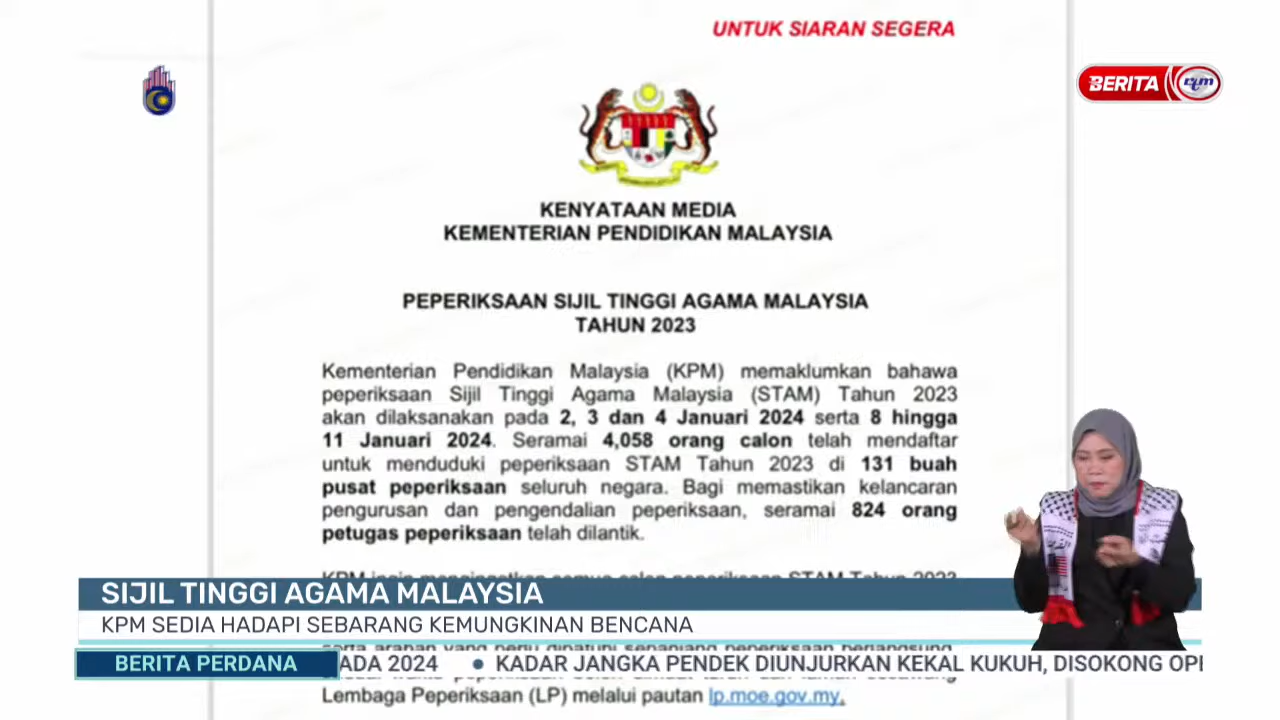 UNTUK SIARAN SEGERA
BERITA rtm
KENYATAAN MEDIA
KEMENTERIAN PENDIDIKAN MALAYSIA
PEPERIKSAAN SIJIL TINGGI AGAMA MALAYSIA
TAHUN 2023
Kementerian Pendidikan Malaysia (KPM) memaklumkan bahawa
peperiksaan Sijil Tinggi Agama Malaysia (STAM) Tahun 2023
akan dilaksanakan pada 2, 3 dan 4 Januari 2024 serta 8 hingga
11 Januari 2024. Seramai 4,058 orang calon telah mendaftar
untuk menduduki peperiksaan STAM Tahun 2023 di 131 buah
pusat peperiksaan seluruh negara. Bagi memastikan kelancaran
pengurusan dan pengendalian peperiksaan, seramai 824 orang
petugas peperiksaan telah dilantik.
SIJIL TINGGI AGAMA MALAYSIA
KPM SEDIA HADAPI SEBARANG KEMUNGKINAN BENCANA
BERITA PERDANA
ADA 2024 • KADAR JANGKA PENDEK DIUNJURKAN KEKAL KUKUH, DISOKONG OP
Lembaga Peperiksaan (LP) melalui pautan lp.moe.gov.my.